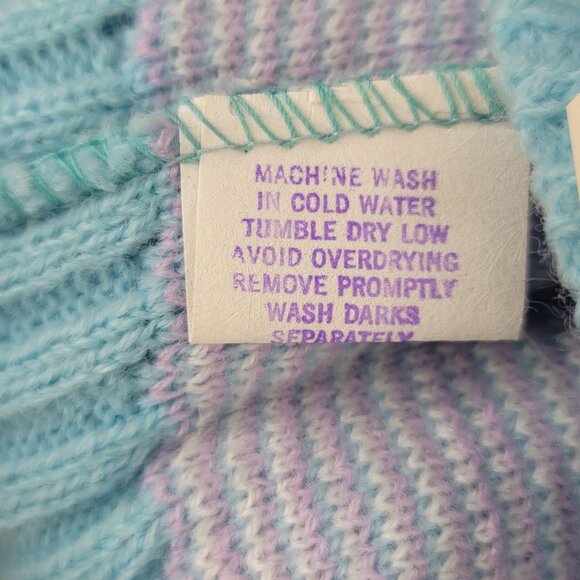 MACHINE WASH
IN COLD WATER
TUMBLE DRY LOW
AVOID OVERDRYING
REMOVE PROMPTLY
WASH DARKS
SEPARATELY